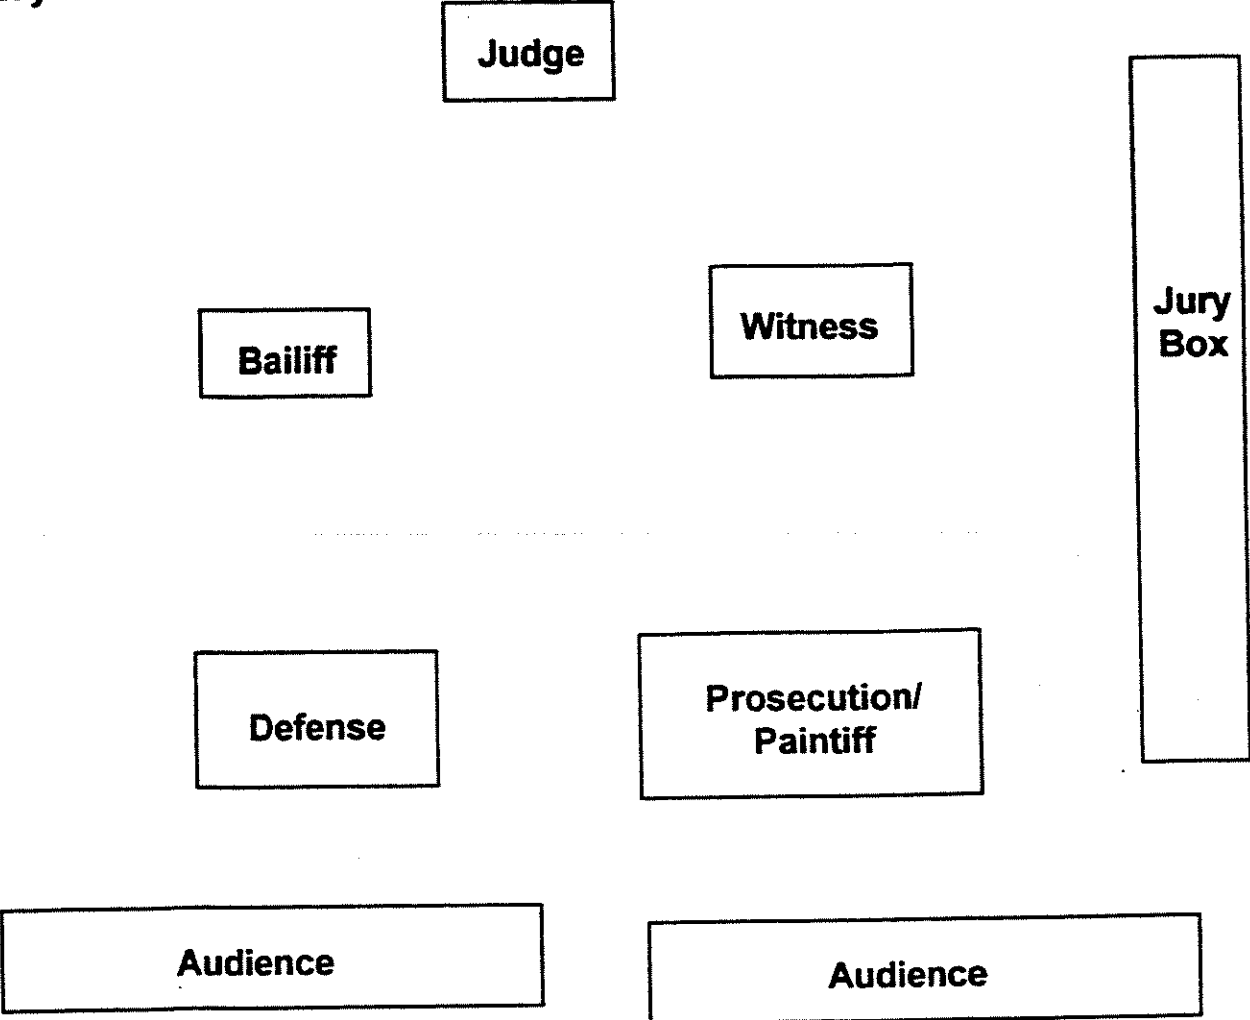 Judge
Jury
Box
Witness
Bailiff
Prosecution/
Paintiff
Defense
Audience
Audience